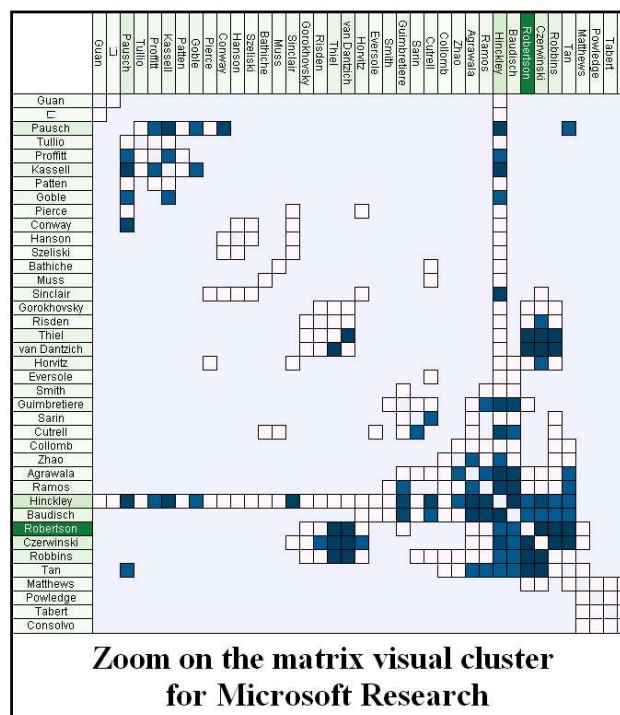 Guan
Li
Pausch
Tullio
Proffitt
Kassell
Patten
Goble
Pierce
Conway
Hanson
Szeliski
Bathiche
Muss
Sinclair
Gorokhovsky
Risden
Thiel
van Dantzich
Horvitz
Eversole
Smith
Guimbretiere
Sarin
Cutrell
Collomb
Zhao
Agrawala
Ramos
Hinckley
Baudisch
Robertson
Czerwinski
Robbins
Tan
Matthews
Powledge
Tabert
Guan
Li
Pausch
Tullio
Proffitt
Kassell
Patten
Goble
Pierce
Conway
Hanson
Szeliski
Bathiche
Muss
Sinclair
Gorokhovsky
Risden
Thiel
van Dantzich
Horvitz
Eversole
Smith
Guimbretiere
Sarin
Cutrell
Collomb
Zhao
Agrawala
Ramos
Hinckley
Baudisch
Robertson
Czerwinski
Robbins
Tan
Matthews
Powledge
Tabert
Consolvo
Zoom on the matrix visual cluster
for Microsoft Research